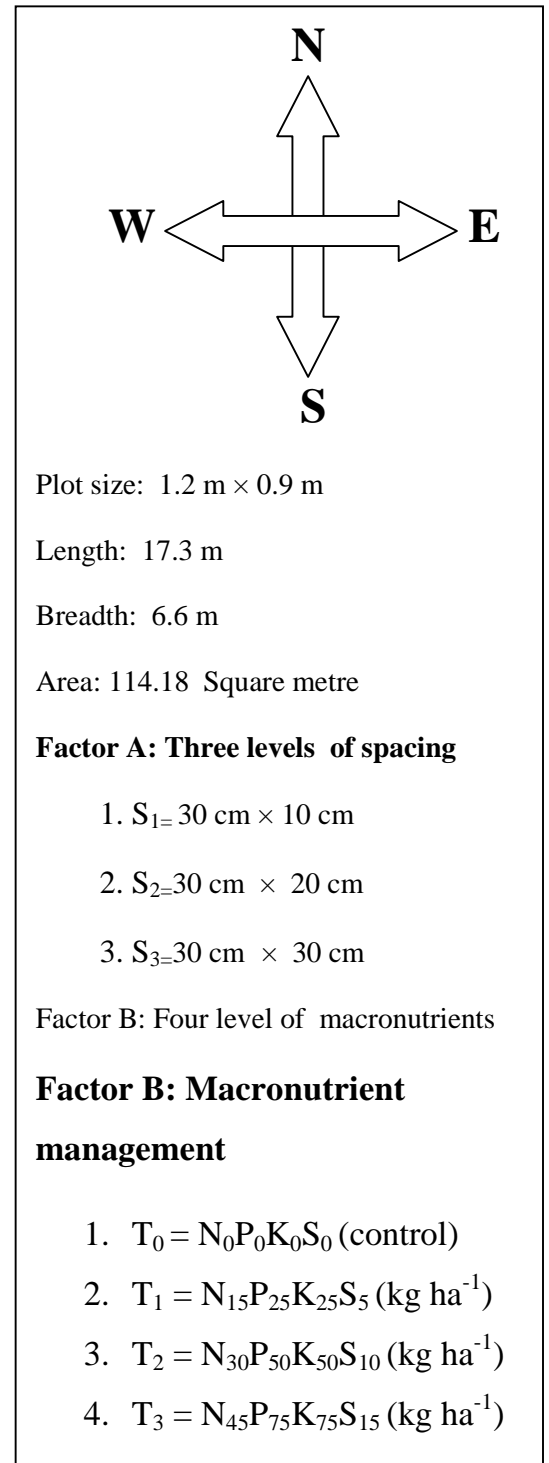 N
W E
S
Plot size: 1.2 m × 0.9 m
Length: 17.3 m
Breadth: 6.6 m
Area: 114.18 Square metre
Factor A: Three levels of spacing
1. S₁₌ 30 cm × 10 cm
2. S₂₌30 cm × 20 cm
3. S₃₌30 cm × 30 cm
Factor B: Four level of macronutrients
Factor B: Macronutrient
management
1. T₀ = N₀P₀K₀S₀ (control)
2. T₁ = N₁₅P₂₅K₂₅S₅ (kg ha⁻¹)
3. T₂ = N₃₀P₅₀K₅₀S₁₀ (kg ha⁻¹)
4. T₃ = N₄₅P₇₅K₇₅S₁₅ (kg ha⁻¹)